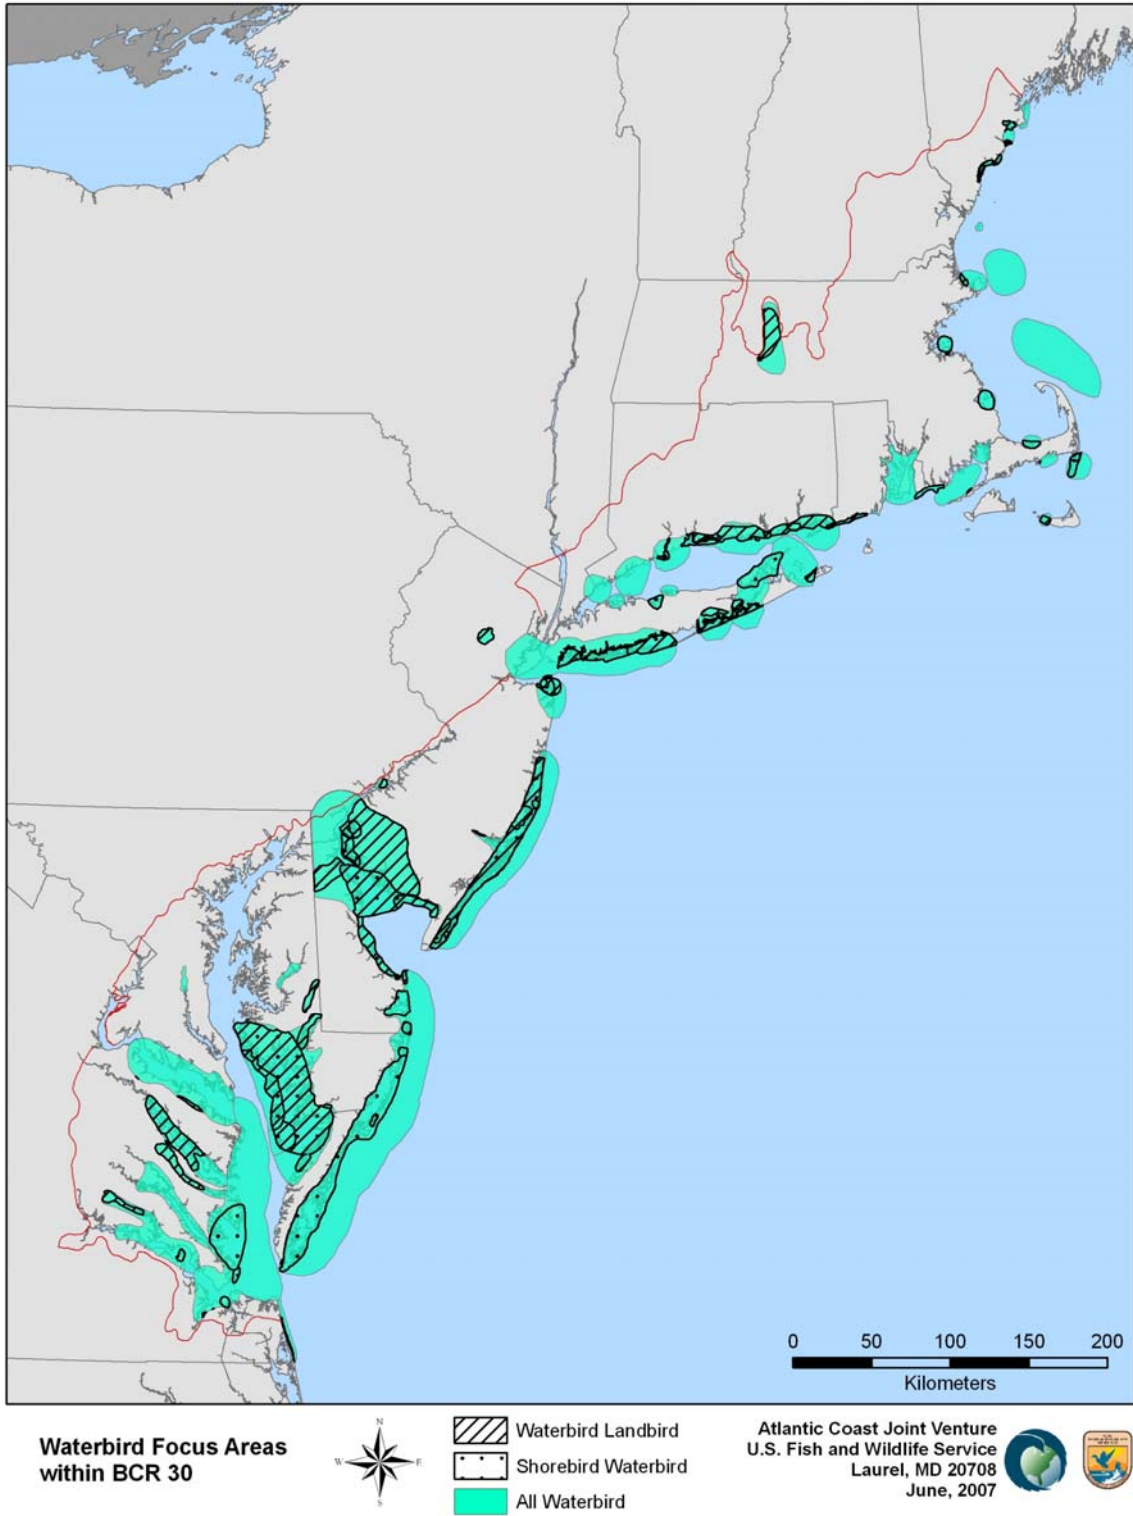 0 50 100 150 200
Kilometers
Waterbird Focus Areas
within BCR 30
N
W E
S
Waterbird Landbird
Shorebird Waterbird
All Waterbird
Atlantic Coast Joint Venture
U.S. Fish and Wildlife Service
Laurel, MD 20708
June, 2007